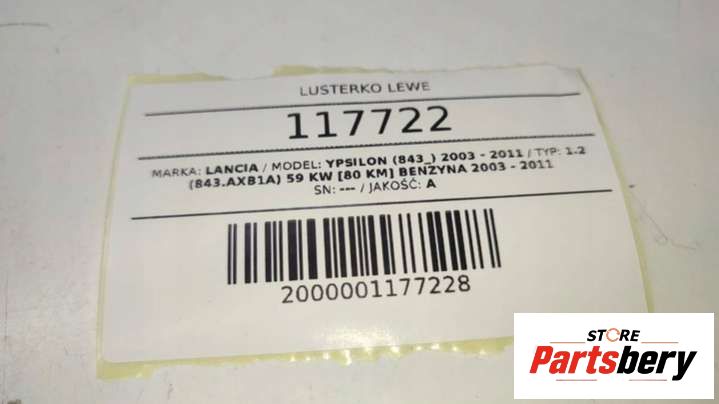 LUSTERKO LEWE
117722
MARKA: LANCIA / MODEL: YPSILON (843_) 2003 - 2011 / TYP: 1.2
(843.AXB1A) 59 KW [80 KM] BENZYNA 2003 - 2011
SN: --- / JAKOŚĆ: A
2000001177228
STORE
Partsbery